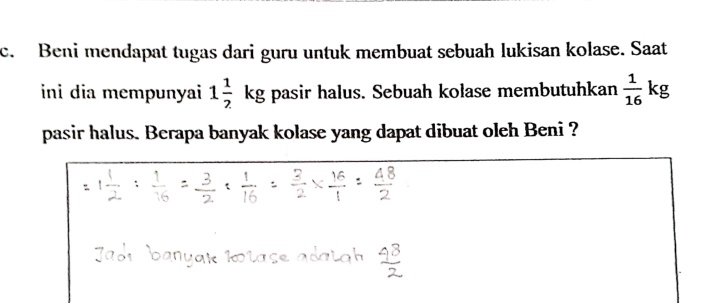 c. Beni mendapat tugas dari guru untuk membuat sebuah lukisan kolase. Saat
ini dia mempunyai 1 1/2 kg pasir halus. Sebuah kolase membutuhkan 1/16 kg
pasir halus. Berapa banyak kolase yang dapat dibuat oleh Beni ?
= 1 1/2 : 1/16 = 3/2 : 1/16 = 3/2 × 16/1 = 48/2
Jadi banyak kolase adalah 48/2